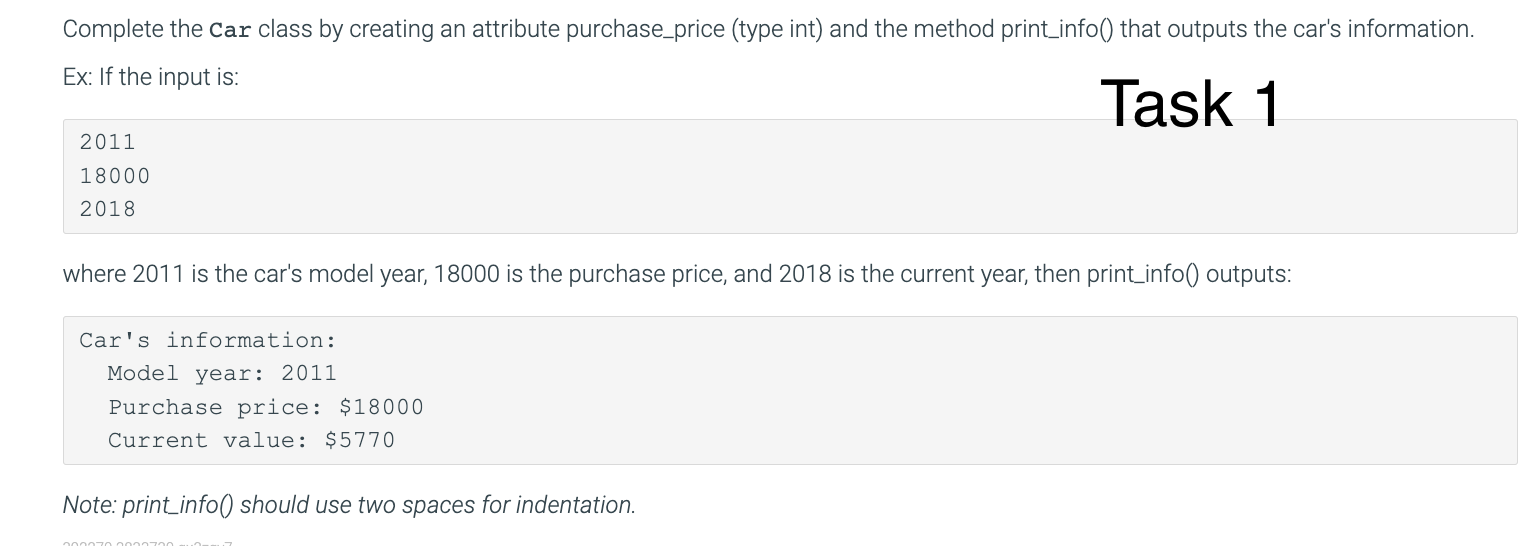 Complete the Car class by creating an attribute purchase_price (type int) and the method print_info() that outputs the car's information.
Ex: If the input is:
Task 1
2011
18000
2018
where 2011 is the car's model year, 18000 is the purchase price, and 2018 is the current year, then print_info() outputs:
Car's information:
  Model year: 2011
  Purchase price: $18000
  Current value: $5770
Note: print_info() should use two spaces for indentation.